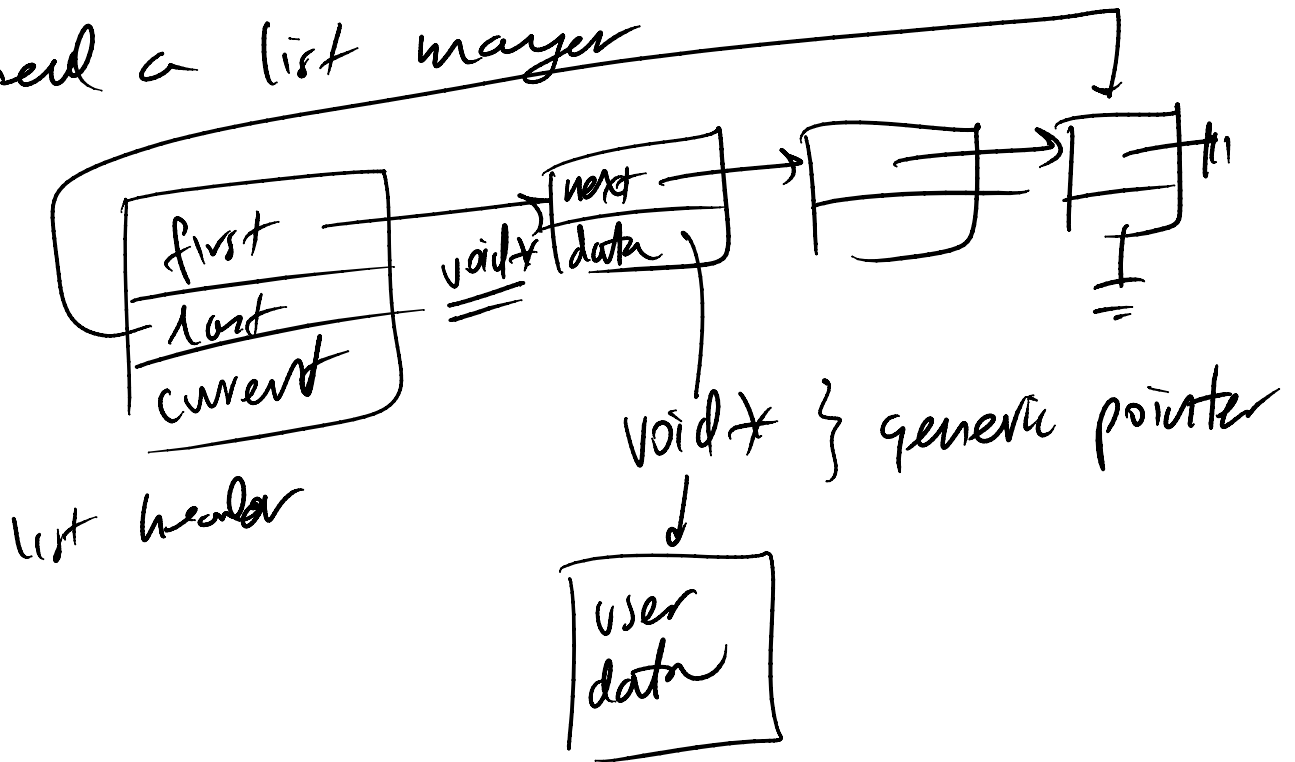 a list manager
first
last
current
void*
next
data
void* } generic pointer
list header
user
data